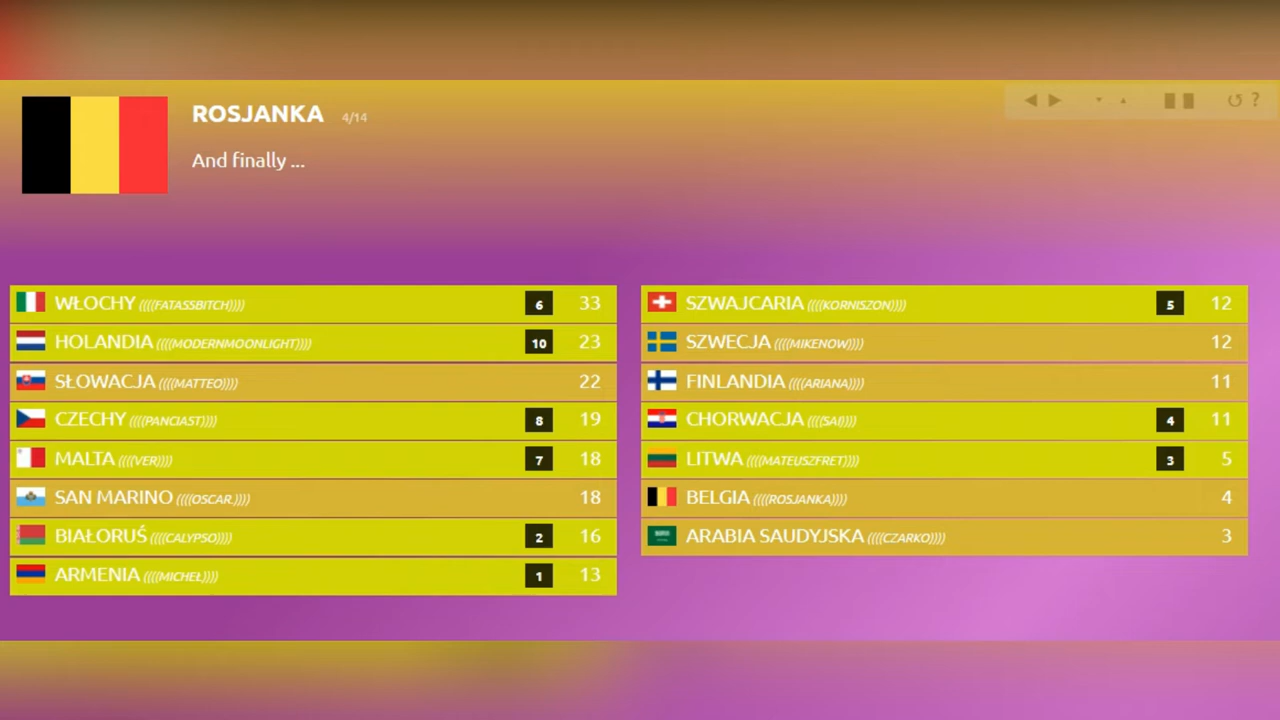 ROSJANKA 4/14
And finally ...
WŁOCHY ((((FATASSBITCH)))) 6 33
HOLANDIA ((((MODERNMOONLIGHT)))) 10 23
SŁOWACJA ((((MATTEO)))) 22
CZECHY ((((PANCIAST)))) 8 19
MALTA ((((VER)))) 7 18
SAN MARINO ((((OSCAR.)))) 18
BIAŁORUŚ ((((CALYPSO)))) 2 16
ARMENIA ((((MICHEŁ)))) 1 13
SZWAJCARIA ((((KORNISZON)))) 5 12
SZWECJA ((((MIKENOW)))) 12
FINLANDIA ((((ARIANA)))) 11
CHORWACJA ((((SAI)))) 4 11
LITWA ((((MATEUSZFRET)))) 3 5
BELGIA ((((ROSJANKA)))) 4
ARABIA SAUDYJSKA ((((CZARKO)))) 3